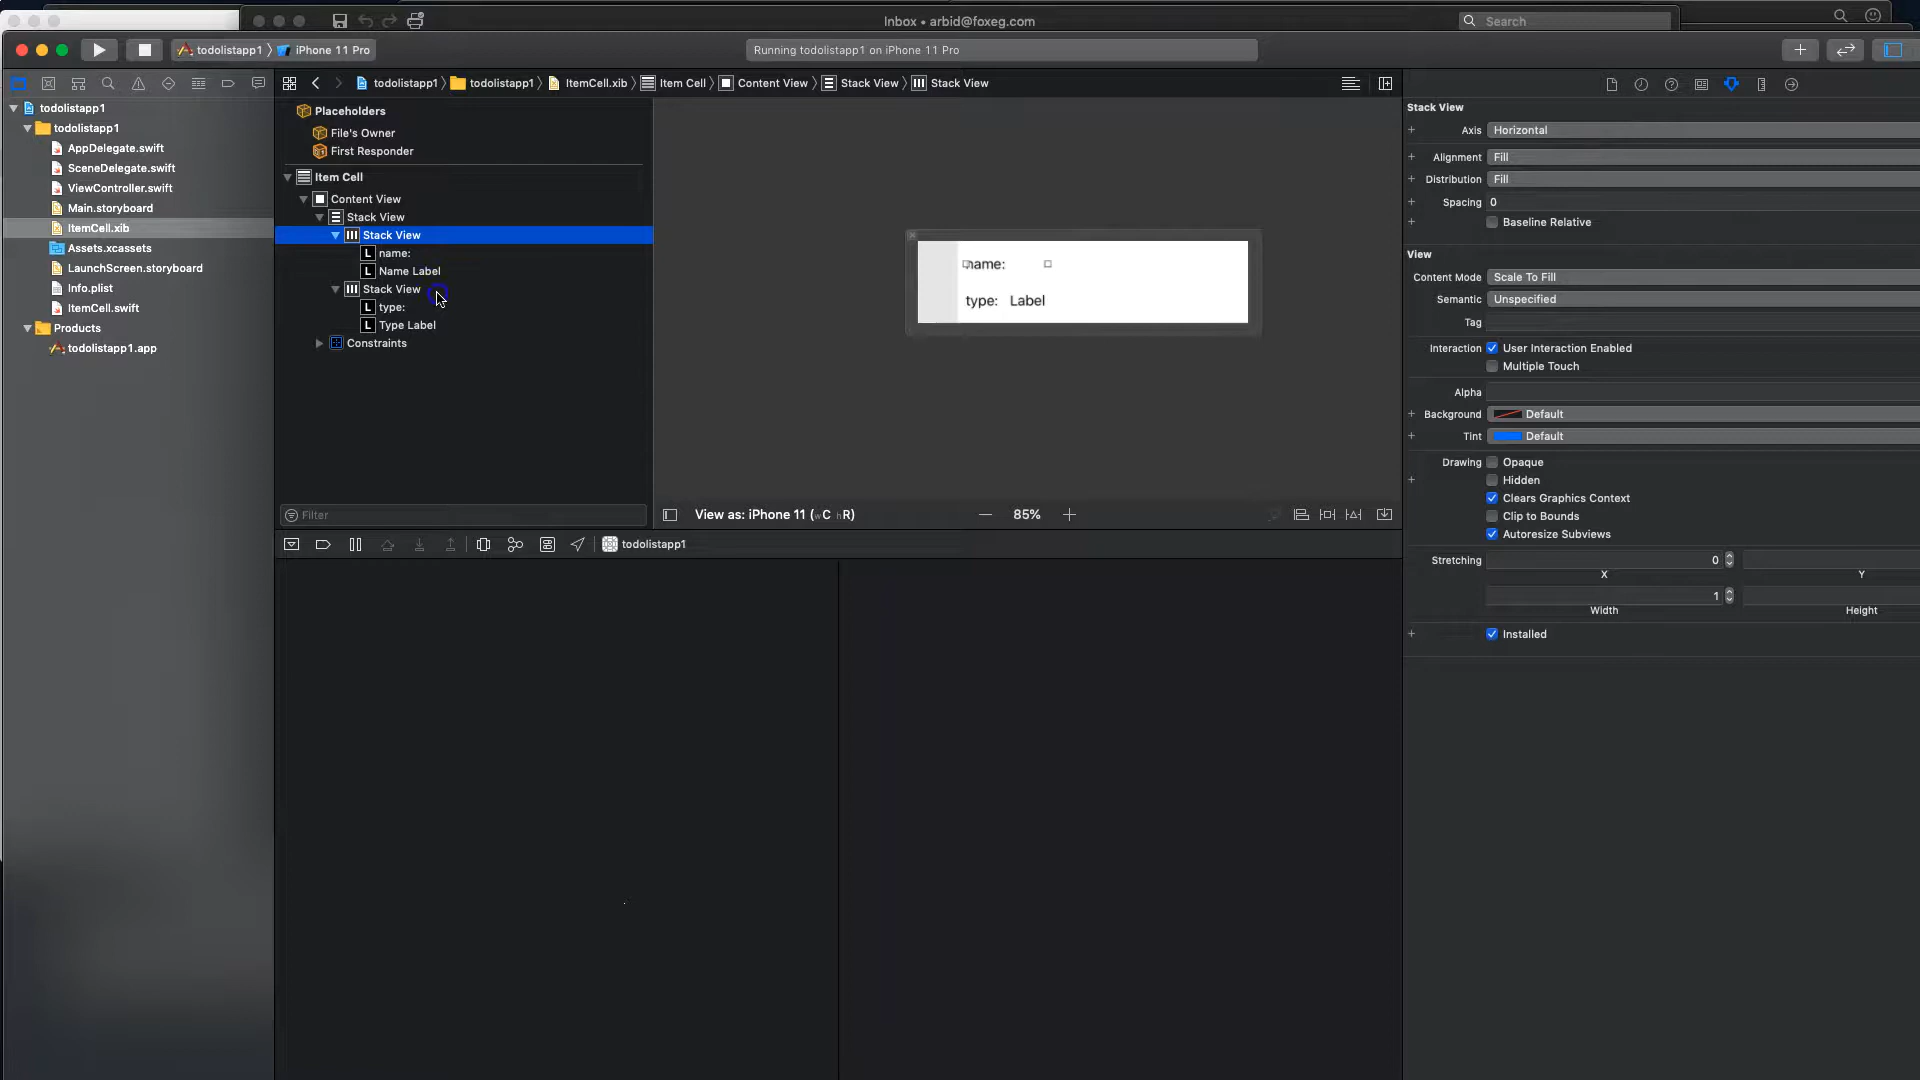 Inbox • arbid@foxeg.com
Search
todolistapp1 〉 iPhone 11 Pro
Running todolistapp1 on iPhone 11 Pro
todolistapp1 〉 todolistapp1 〉 ItemCell.xib 〉 Item Cell 〉 Content View 〉 Stack View 〉 Stack View
todolistapp1
todolistapp1
AppDelegate.swift
SceneDelegate.swift
ViewController.swift
Main.storyboard
ItemCell.xib
Assets.xcassets
LaunchScreen.storyboard
Info.plist
ItemCell.swift
Products
todolistapp1.app
Placeholders
File's Owner
First Responder
Item Cell
Content View
Stack View
Stack View
L name:
L Name Label
Stack View
L type:
L Type Label
Constraints
Filter
name:
type: Label
View as: iPhone 11 (wC hR)
85%
todolistapp1
Stack View
Axis Horizontal
Alignment Fill
Distribution Fill
Spacing 0
Baseline Relative
View
Content Mode Scale To Fill
Semantic Unspecified
Tag
Interaction User Interaction Enabled
Multiple Touch
Alpha
Background Default
Tint Default
Drawing Opaque
Hidden
Clears Graphics Context
Clip to Bounds
Autoresize Subviews
Stretching 0
X Y
1
Width Height
Installed